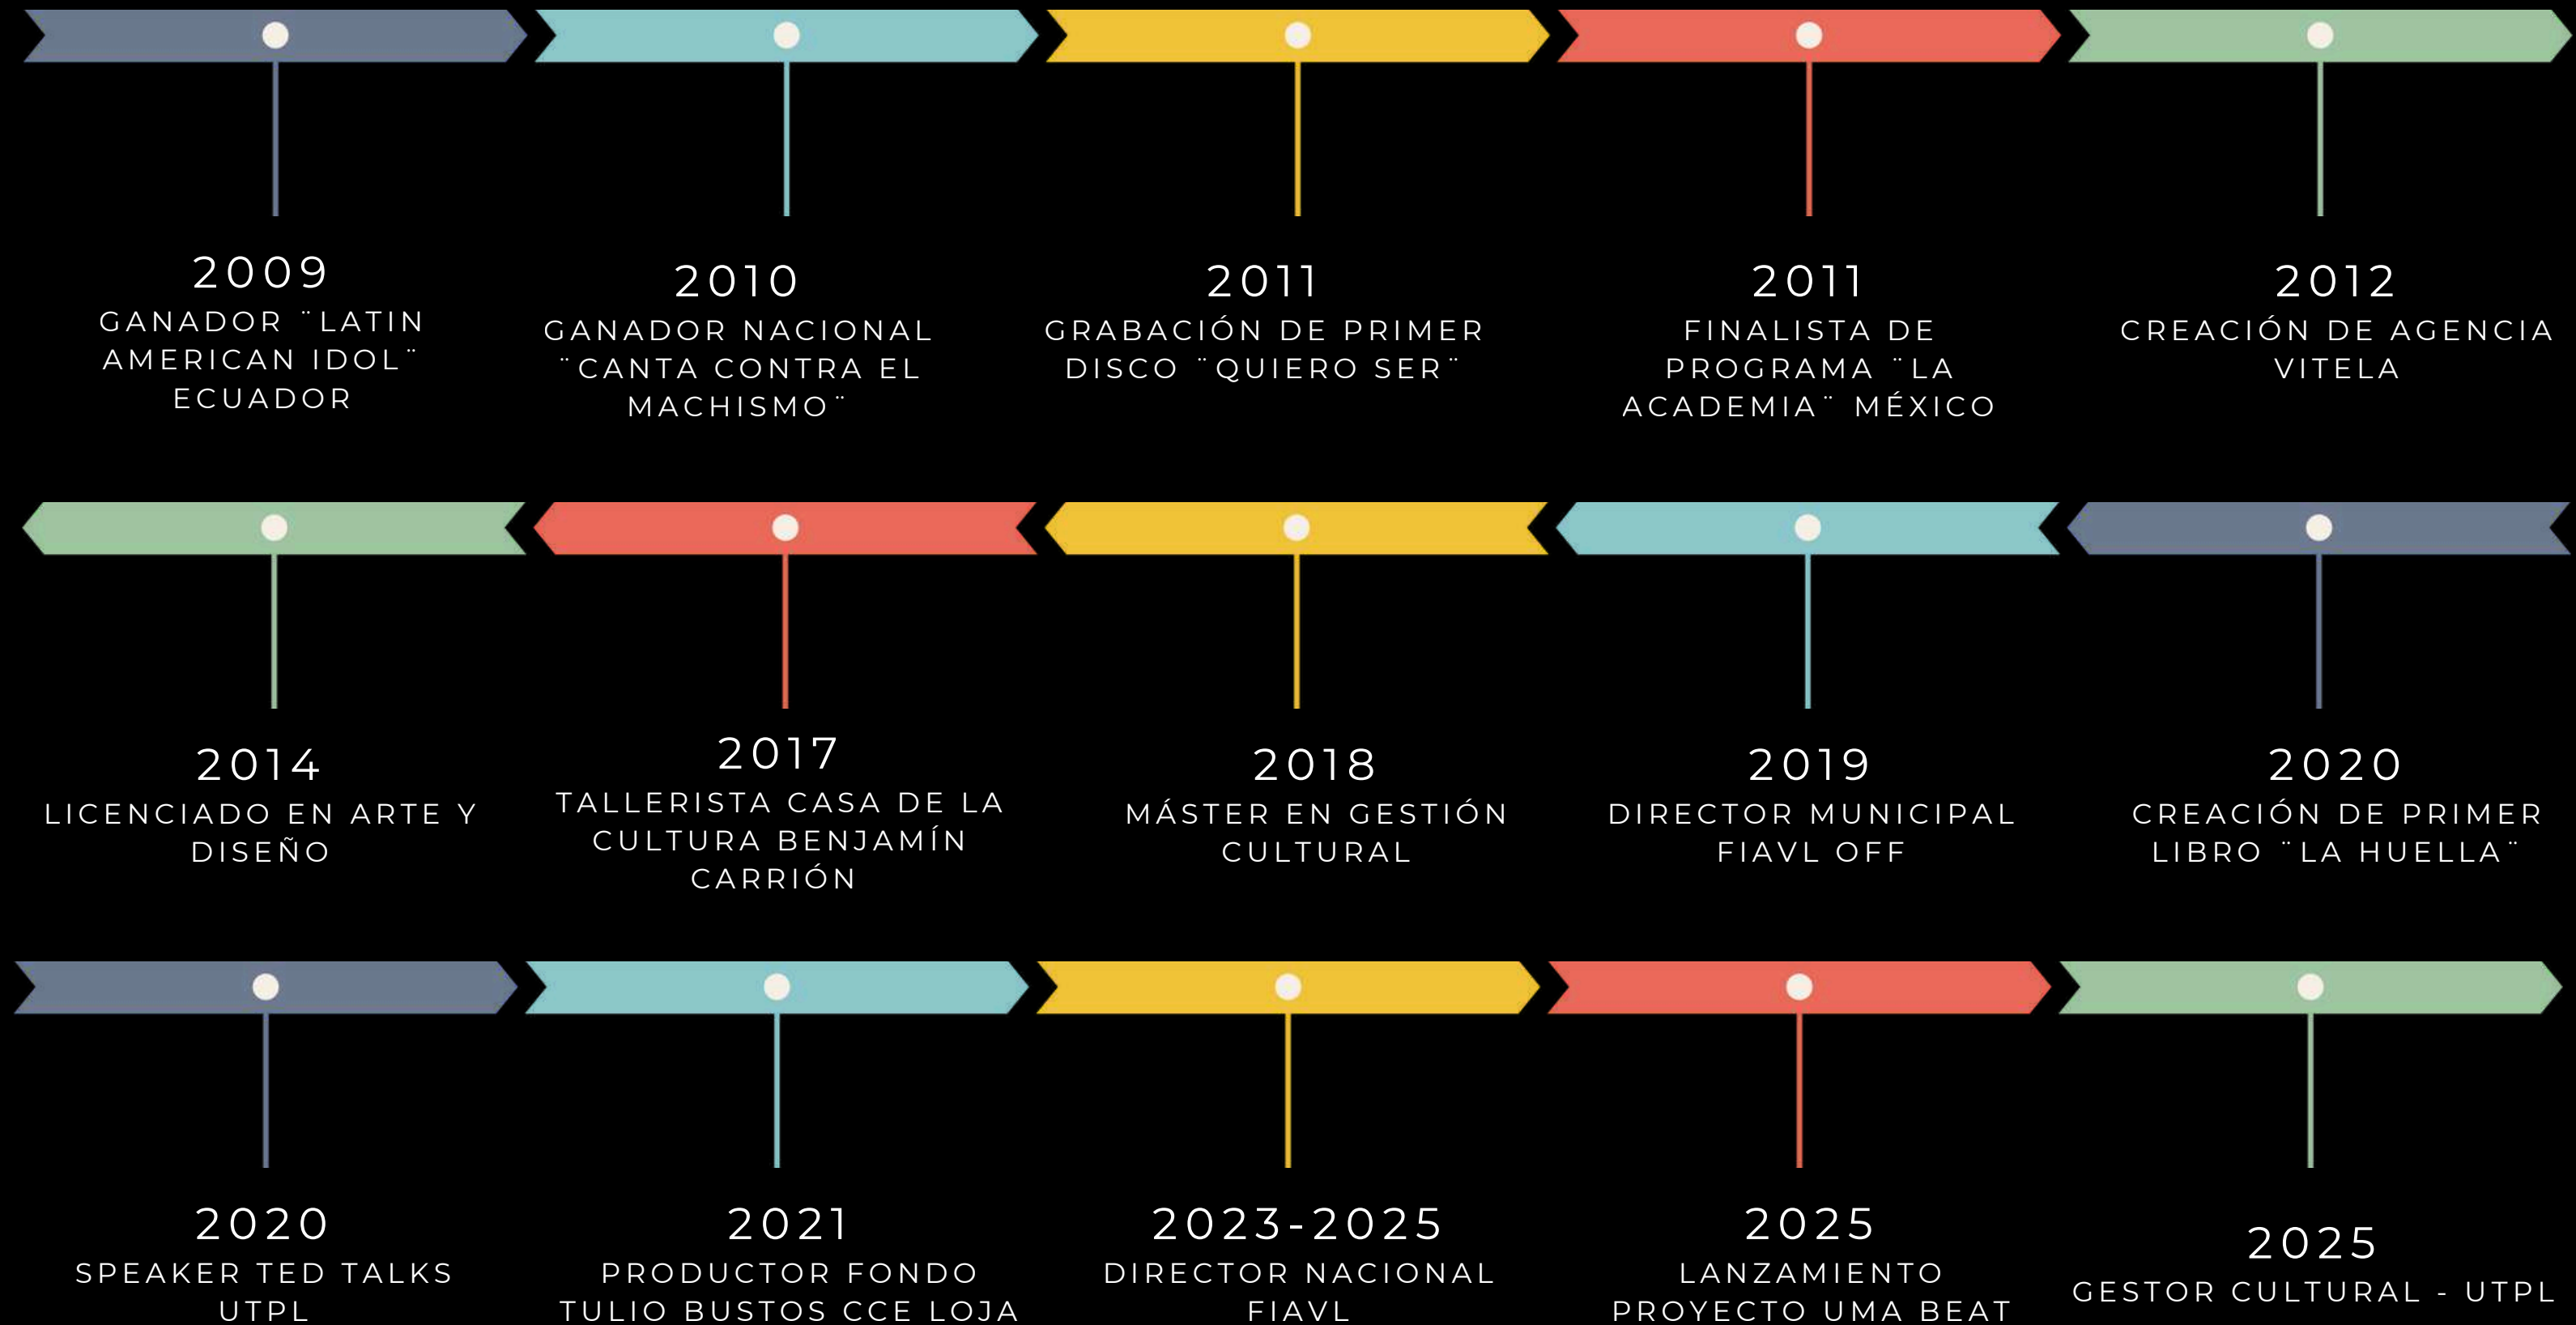 2009
GANADOR ¨LATIN
AMERICAN IDOL¨
ECUADOR
2010
GANADOR NACIONAL
¨CANTA CONTRA EL
MACHISMO¨
2011
GRABACIÓN DE PRIMER
DISCO ¨QUIERO SER¨
2011
FINALISTA DE
PROGRAMA ¨LA
ACADEMIA¨ MÉXICO
2012
CREACIÓN DE AGENCIA
VITELA
2014
LICENCIADO EN ARTE Y
DISEÑO
2017
TALLERISTA CASA DE LA
CULTURA BENJAMÍN
CARRIÓN
2018
MÁSTER EN GESTIÓN
CULTURAL
2019
DIRECTOR MUNICIPAL
FIAVL OFF
2020
CREACIÓN DE PRIMER
LIBRO ¨LA HUELLA¨
2020
SPEAKER TED TALKS
UTPL
2021
PRODUCTOR FONDO
TULIO BUSTOS CCE LOJA
2023-2025
DIRECTOR NACIONAL
FIAVL
2025
LANZAMIENTO
PROYECTO UMA BEAT
2025
GESTOR CULTURAL - UTPL